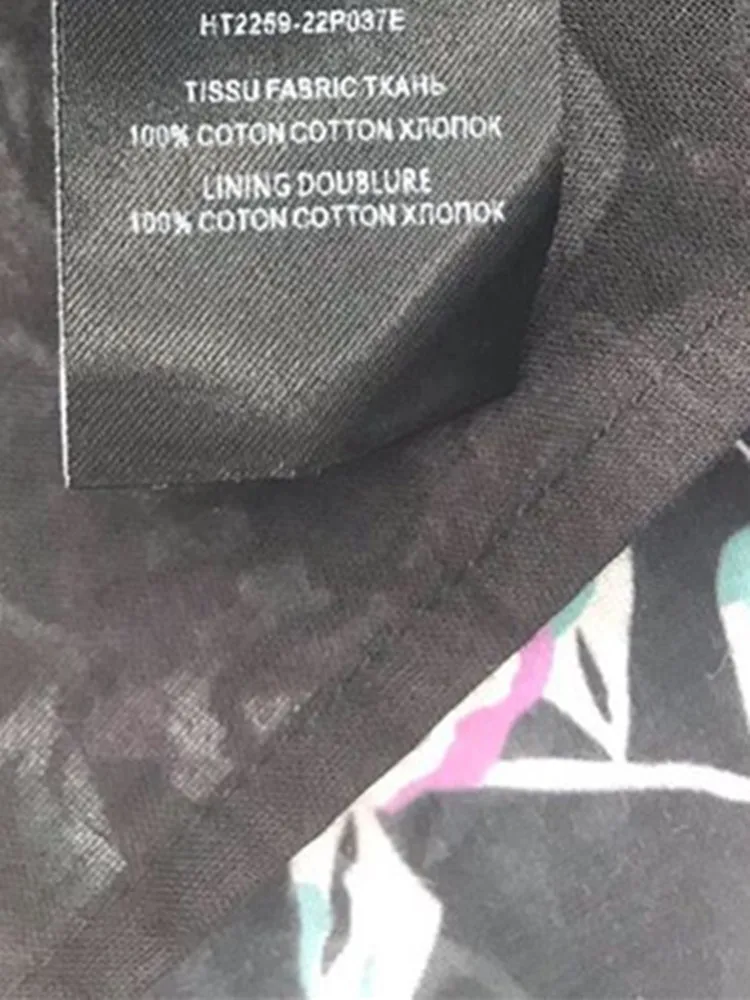 HT2259-22P037E
TISSU FABRIC ТКАНЬ
100% COTON COTTON ХЛОПОК
LINING DOUBLURE
100% COTON COTTON ХЛОПОК